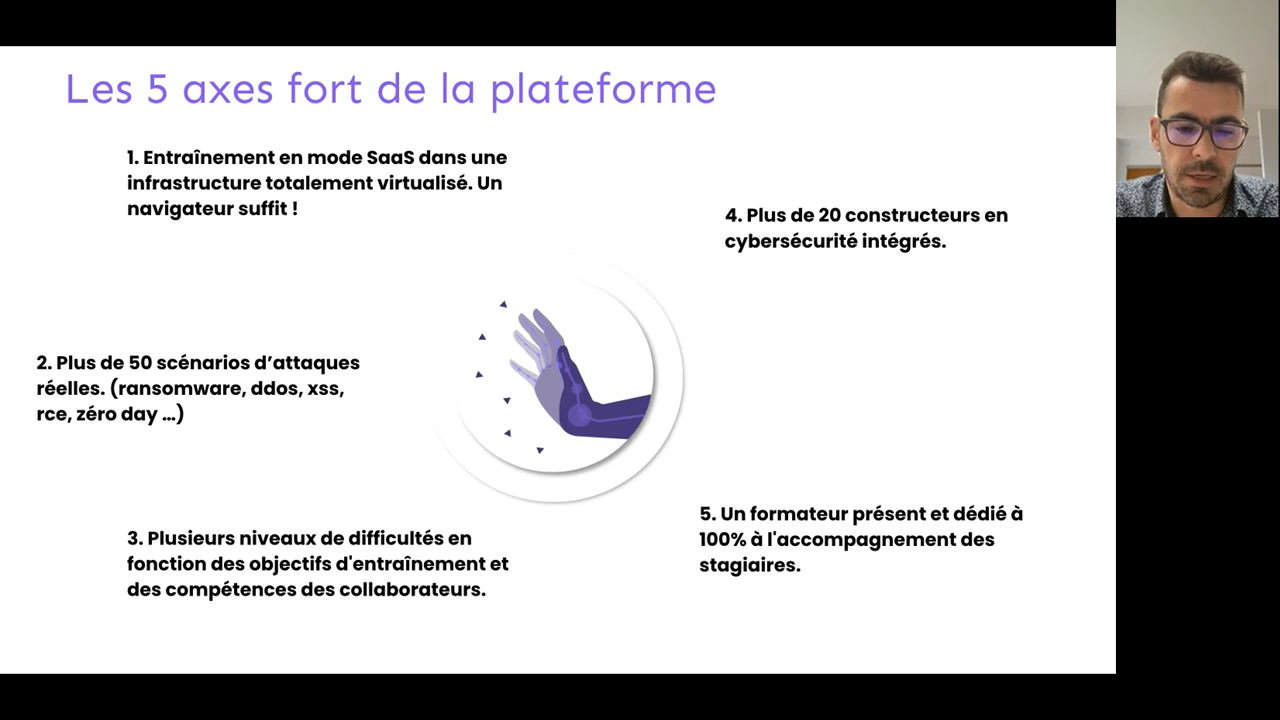 Les 5 axes fort de la plateforme
1. Entraînement en mode SaaS dans une
infrastructure totalement virtualisé. Un
navigateur suffit !
2. Plus de 50 scénarios d’attaques
réelles. (ransomware, ddos, xss,
rce, zéro day ...)
3. Plusieurs niveaux de difficultés en
fonction des objectifs d'entraînement et
des compétences des collaborateurs.
4. Plus de 20 constructeurs en
cybersécurité intégrés.
5. Un formateur présent et dédié à
100% à l'accompagnement des
stagiaires.